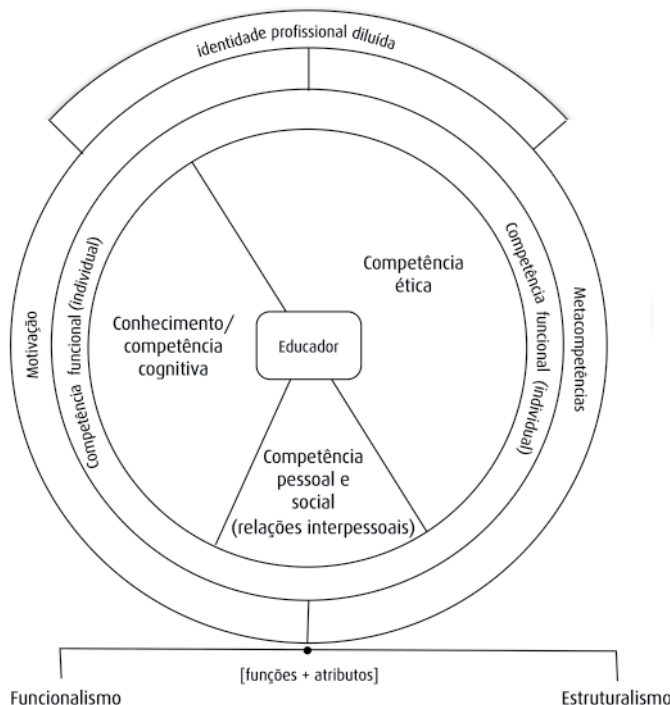 identidade profissional diluída
Motivação
Competência funcional (individual)
Competência
ética
Competência funcional (individual)
Metacompetências
Conhecimento/
competência
cognitiva
Educador
Competência
pessoal e
social
(relações interpessoais)
[funções + atributos]
Funcionalismo
Estruturalismo